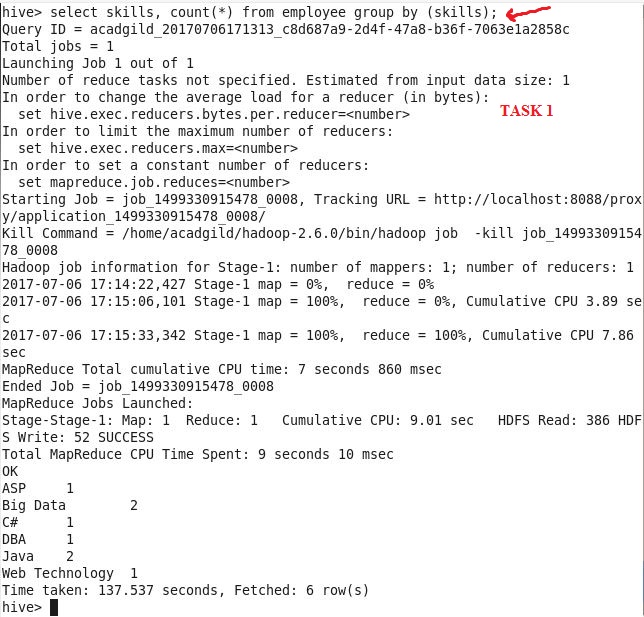 hive> select skills, count(*) from employee group by (skills);
Query ID = acadgild_20170706171313_c8d687a9-2d4f-47a8-b36f-7063e1a2858c
Total jobs = 1
Launching Job 1 out of 1
Number of reduce tasks not specified. Estimated from input data size: 1
In order to change the average load for a reducer (in bytes):
  set hive.exec.reducers.bytes.per.reducer=<number>
TASK 1
In order to limit the maximum number of reducers:
  set hive.exec.reducers.max=<number>
In order to set a constant number of reducers:
  set mapreduce.job.reduces=<number>
Starting Job = job_1499330915478_0008, Tracking URL = http://localhost:8088/prox
y/application_1499330915478_0008/
Kill Command = /home/acadgild/hadoop-2.6.0/bin/hadoop job  -kill job_14993309154
78_0008
Hadoop job information for Stage-1: number of mappers: 1; number of reducers: 1
2017-07-06 17:14:22,427 Stage-1 map = 0%,  reduce = 0%
2017-07-06 17:15:06,101 Stage-1 map = 100%,  reduce = 0%, Cumulative CPU 3.89 se
c
2017-07-06 17:15:33,342 Stage-1 map = 100%,  reduce = 100%, Cumulative CPU 7.86
sec
MapReduce Total cumulative CPU time: 7 seconds 860 msec
Ended Job = job_1499330915478_0008
MapReduce Jobs Launched:
Stage-Stage-1: Map: 1  Reduce: 1   Cumulative CPU: 9.01 sec   HDFS Read: 386 HDF
S Write: 52 SUCCESS
Total MapReduce CPU Time Spent: 9 seconds 10 msec
OK
ASP     1
Big Data        2
C#      1
DBA     1
Java    2
Web Technology  1
Time taken: 137.537 seconds, Fetched: 6 row(s)
hive>